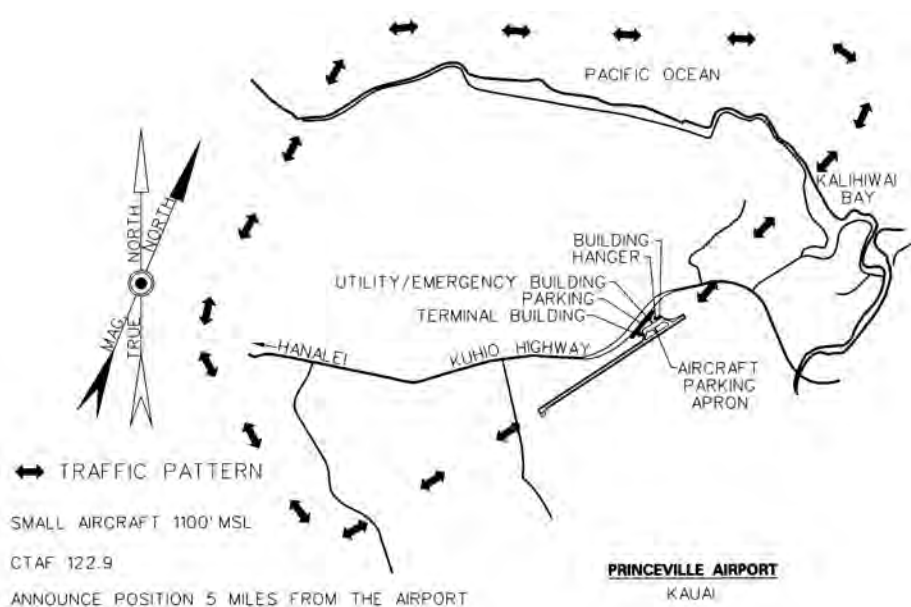 PACIFIC OCEAN
KALIHIWAI
BAY
NORTH
NORTH
MAG.
TRUE
BUILDING
HANGER
UTILITY/EMERGENCY BUILDING
PARKING
TERMINAL BUILDING
HANALEI
KUHIO HIGHWAY
AIRCRAFT
PARKING
APRON
TRAFFIC PATTERN
SMALL AIRCRAFT 1100' MSL
CTAF 122.9
ANNOUNCE POSITION 5 MILES FROM THE AIRPORT
PRINCEVILLE AIRPORT
KAUAI